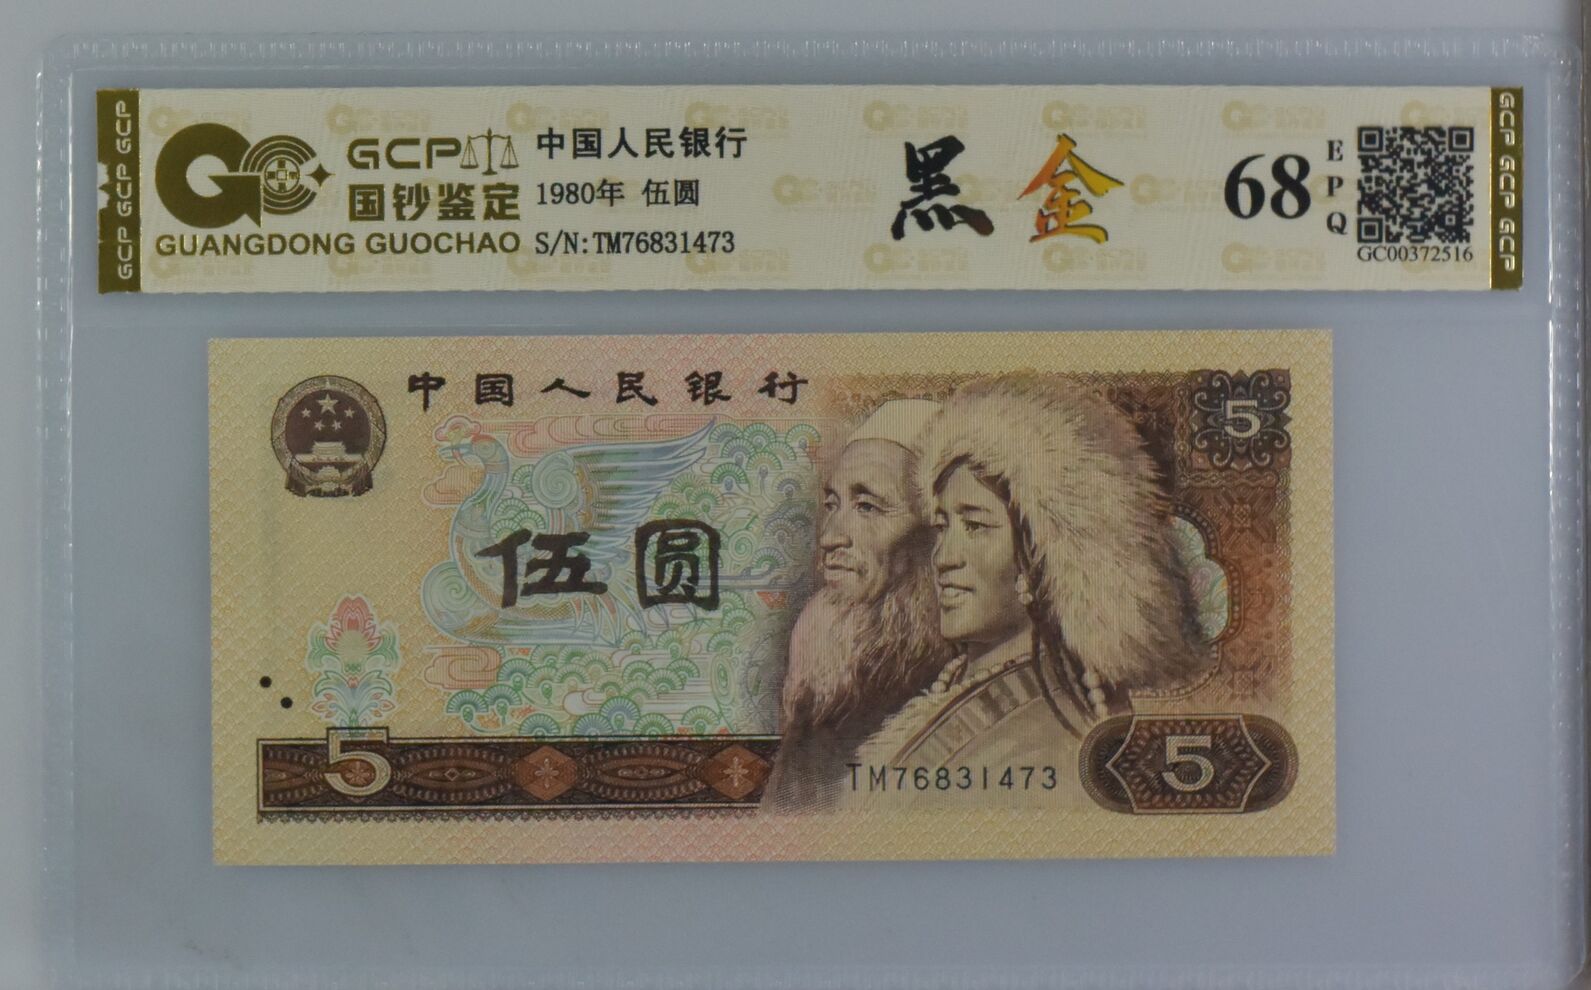 GCP GCP GCP
GC
GCP
国钞鉴定
GUANGDONG GUOCHAO
中国人民银行
1980年 伍圆
S/N:TM76831473
黑金
68
EPQ
GC00372516
GCP GCP GCP
中国人民银行
5
伍圆
5
TM76831473
5